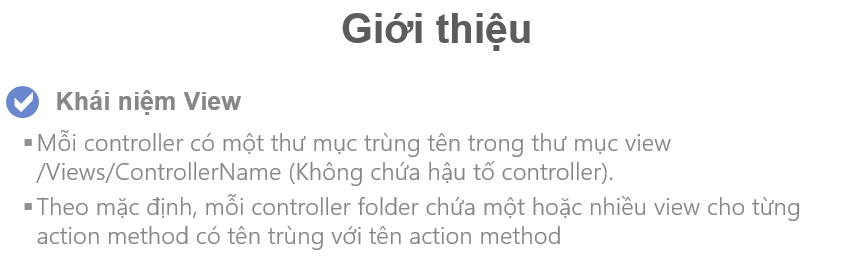 Giới thiệu
Khái niệm View
▪Mỗi controller có một thư mục trùng tên trong thư mục view
/Views/ControllerName (Không chứa hậu tố controller).
▪Theo mặc định, mỗi controller folder chứa một hoặc nhiều view cho từng
action method có tên trùng với tên action method